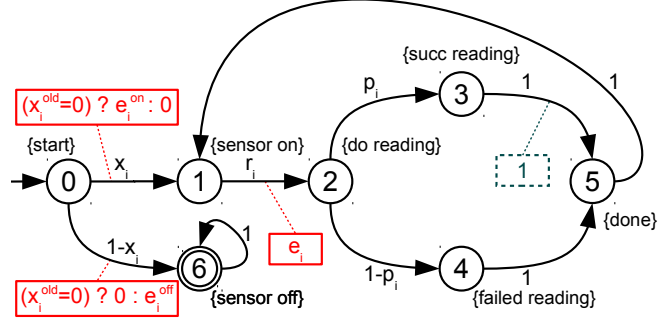 {succ reading}
1
1
(x_i^old=0) ? e_i^on : 0
p_i
3
{start}
{sensor on}
{do reading}
0
x_i
1
r_i
2
1
5
1-x_i
1
e_i
{done}
6
1-p_i
4
1
(x_i^old=0) ? 0 : e_i^off
{sensor off}
{failed reading}